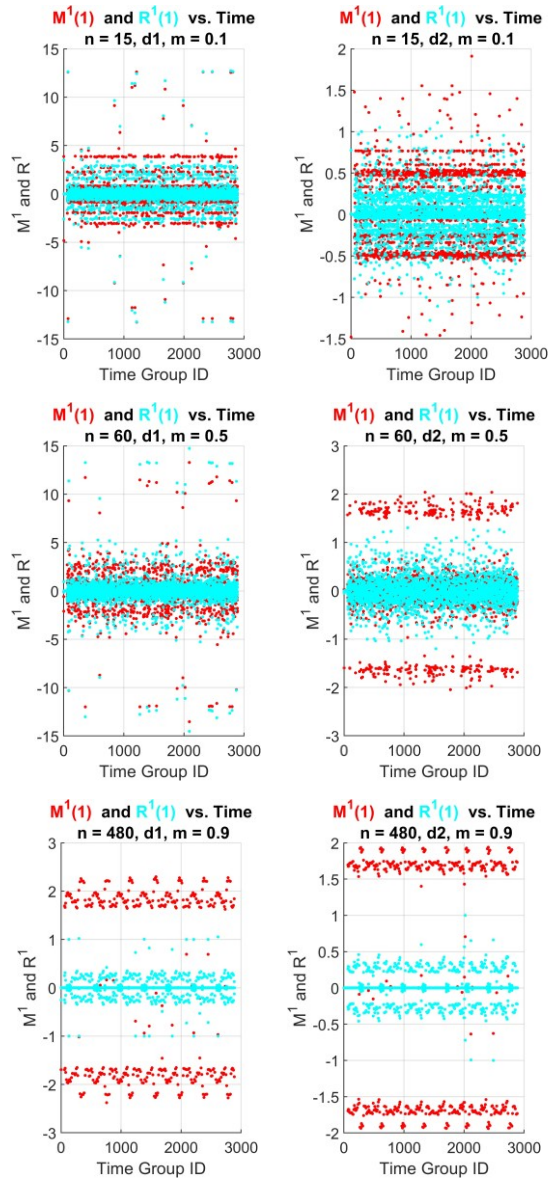 M¹(1) and R¹(1) vs. Time
n = 15, d1, m = 0.1
15
10
5
0
-5
-10
-15
M¹ and R¹
0 1000 2000 3000
Time Group ID
M¹(1) and R¹(1) vs. Time
n = 15, d2, m = 0.1
2
1.5
1
0.5
0
-0.5
-1
-1.5
M¹ and R¹
0 1000 2000 3000
Time Group ID
M¹(1) and R¹(1) vs. Time
n = 60, d1, m = 0.5
15
10
5
0
-5
-10
-15
M¹ and R¹
0 1000 2000 3000
Time Group ID
M¹(1) and R¹(1) vs. Time
n = 60, d2, m = 0.5
3
2
1
0
-1
-2
-3
M¹ and R¹
0 1000 2000 3000
Time Group ID
M¹(1) and R¹(1) vs. Time
n = 480, d1, m = 0.9
3
2
1
0
-1
-2
-3
M¹ and R¹
0 1000 2000 3000
Time Group ID
M¹(1) and R¹(1) vs. Time
n = 480, d2, m = 0.9
2
1.5
1
0.5
0
-0.5
-1
-1.5
-2
M¹ and R¹
0 1000 2000 3000
Time Group ID